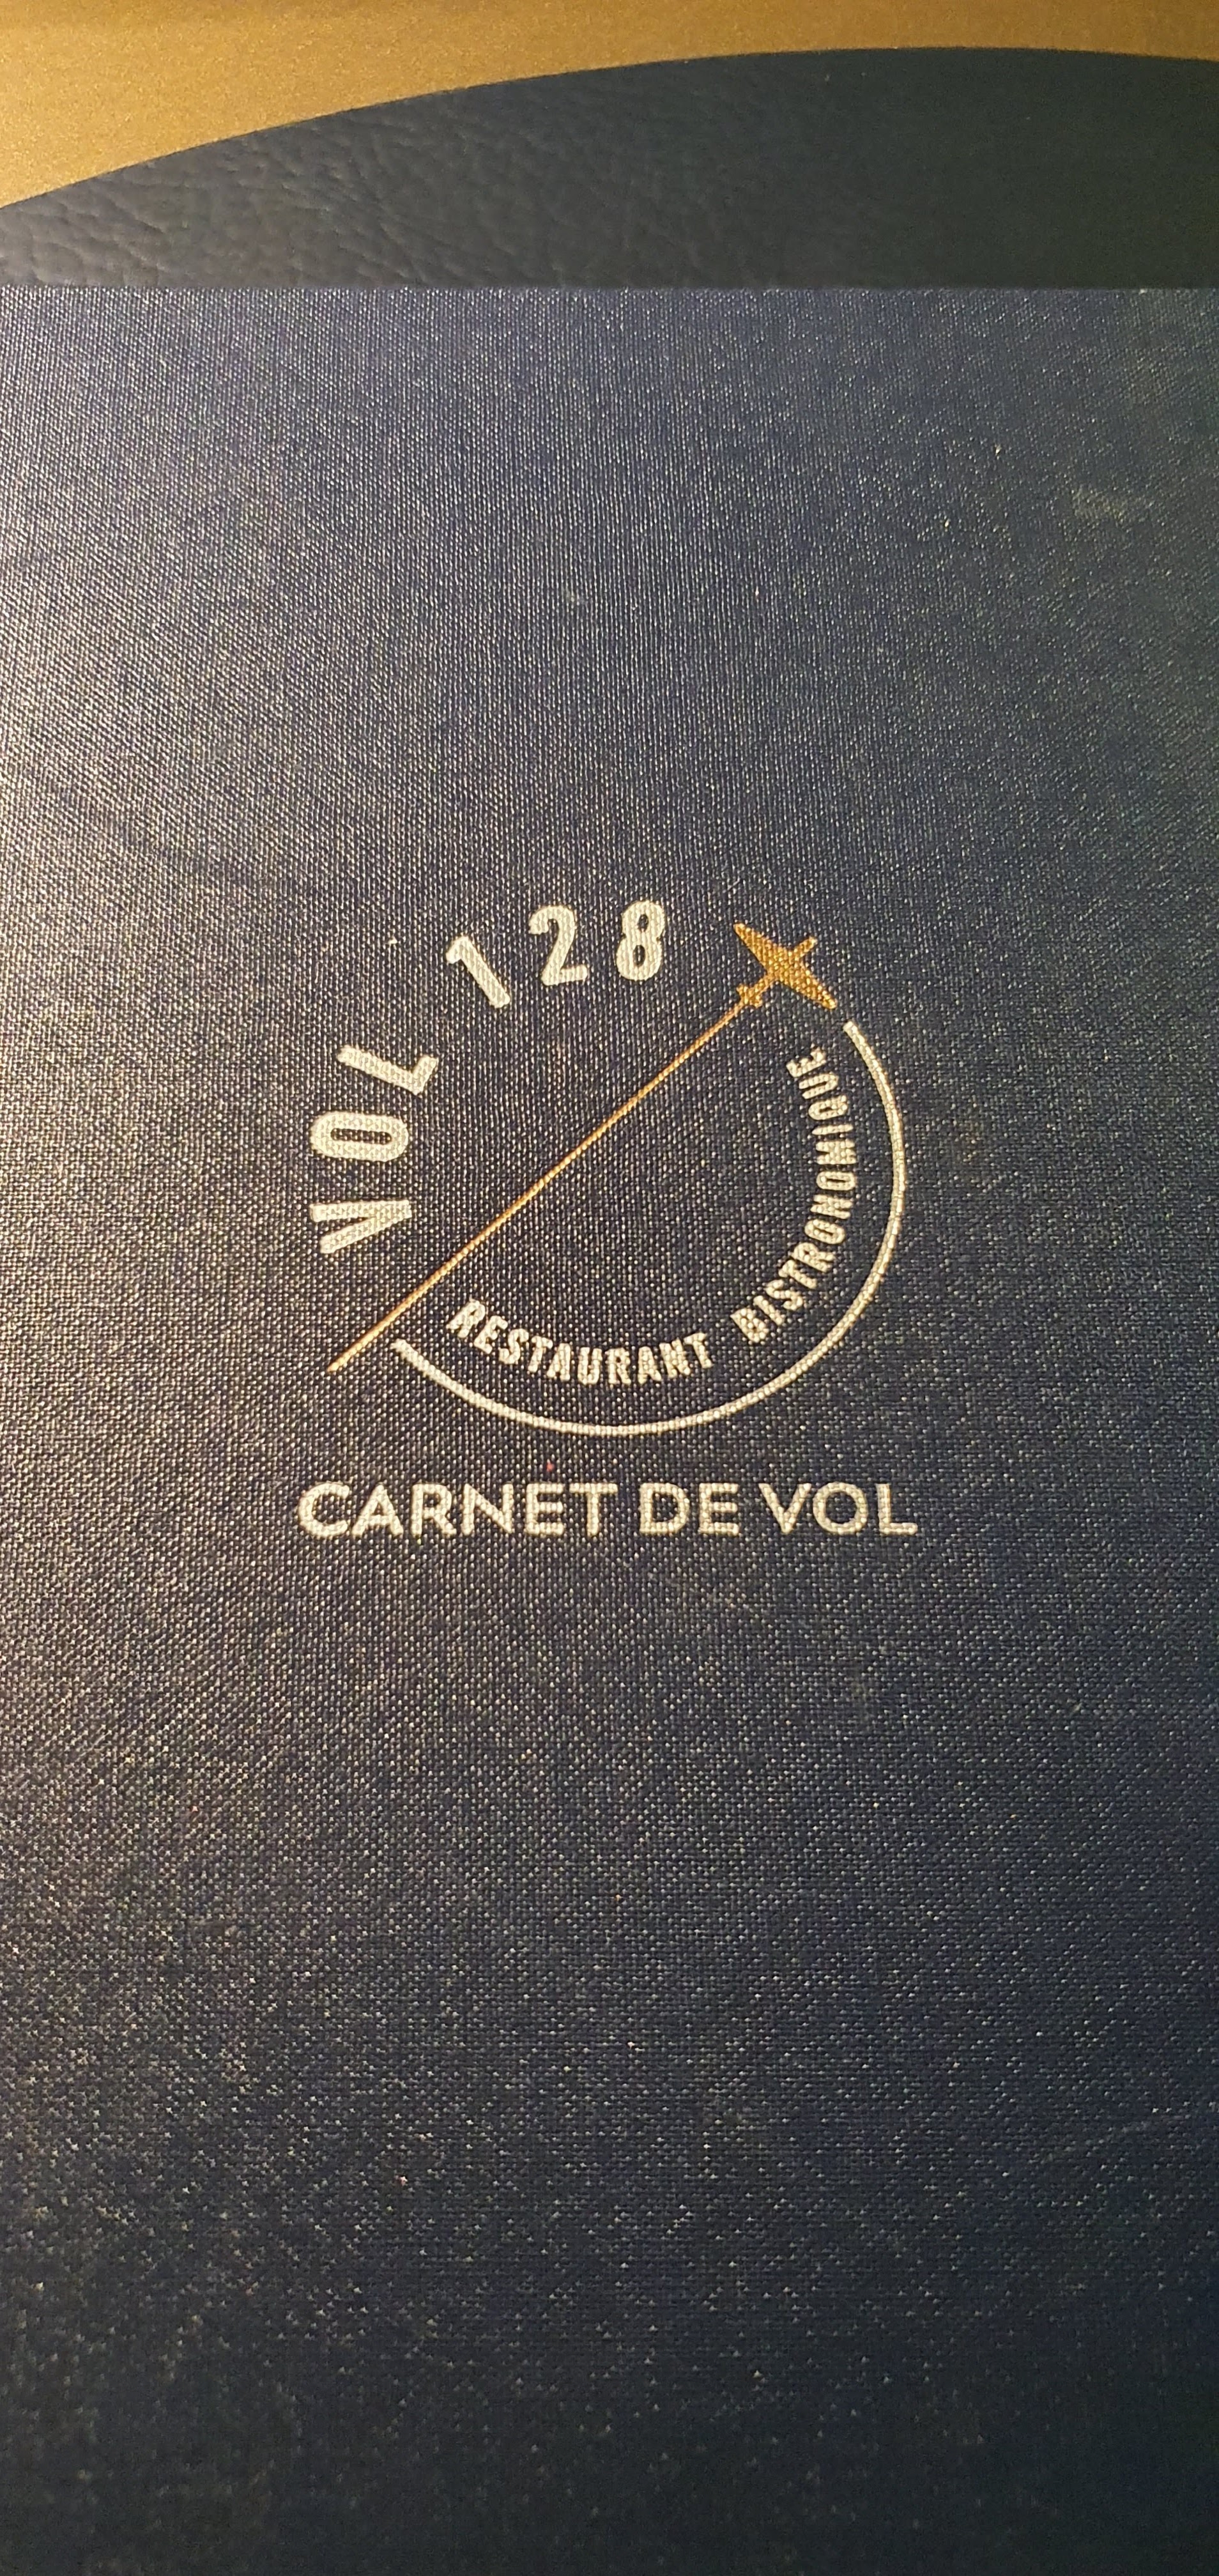 VOL 128
RESTAURANT BISTRONOMIQUE
CARNET DE VOL